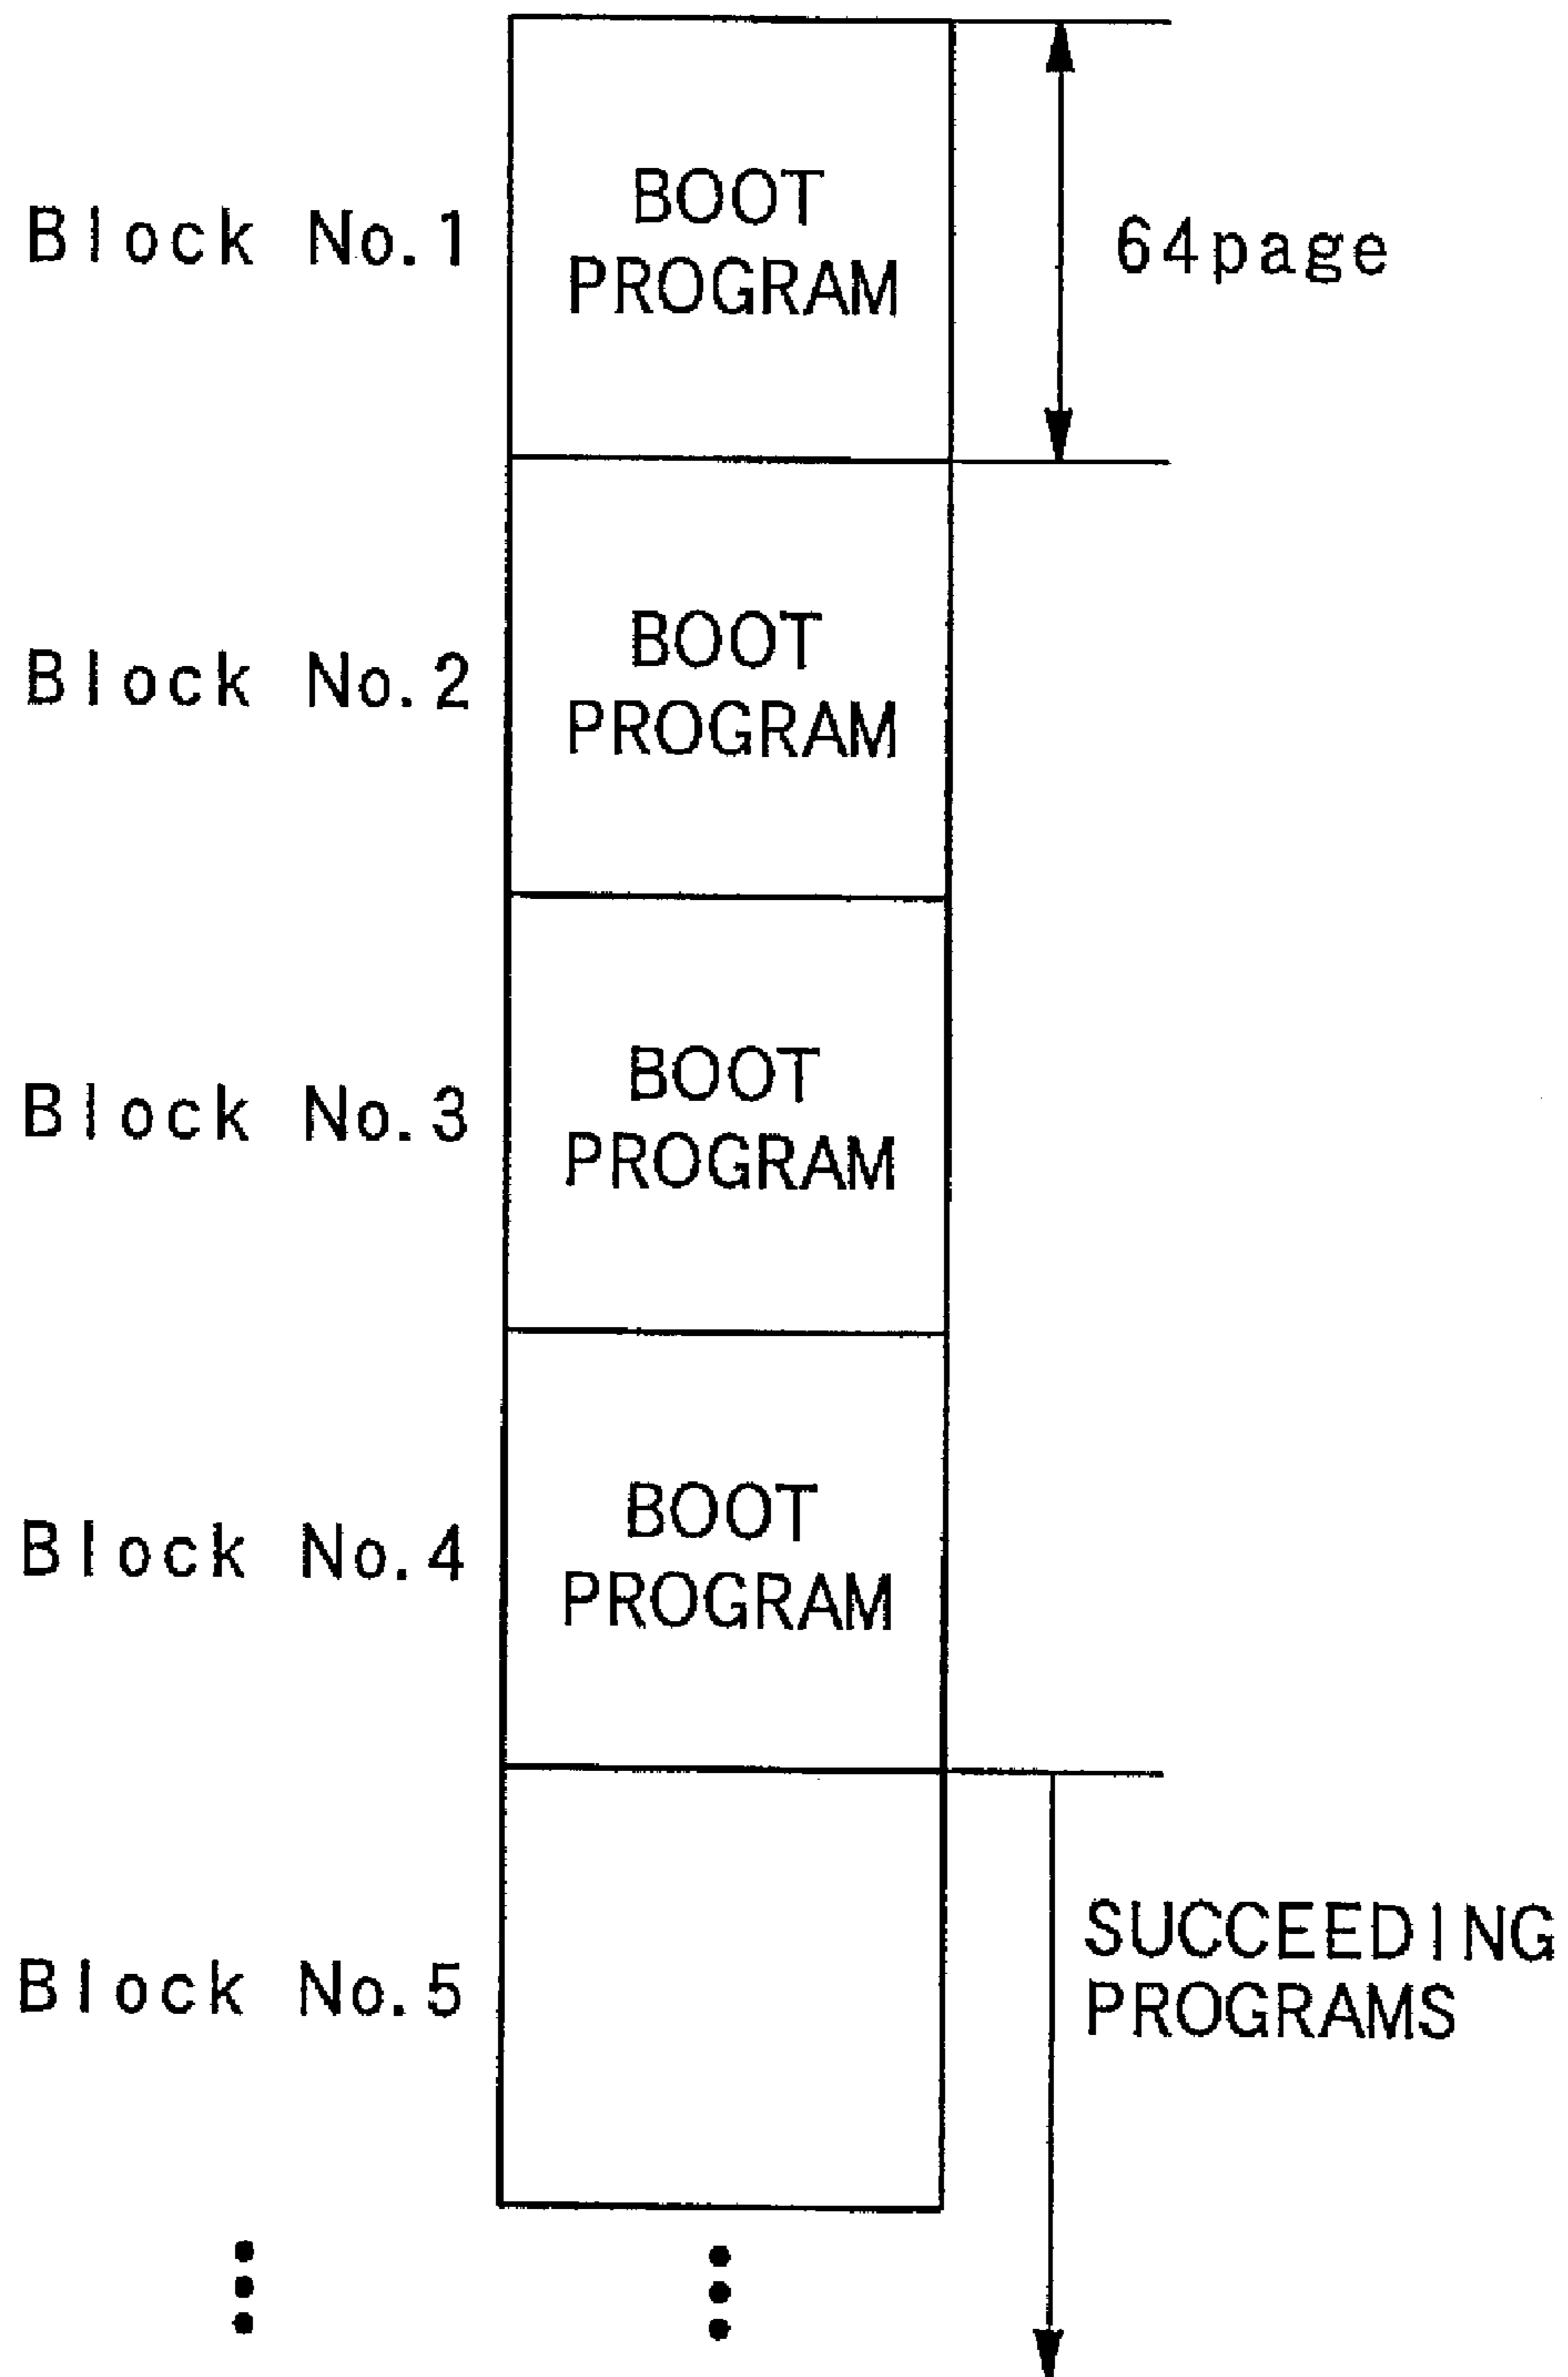 Block No.1
BOOT
PROGRAM
64page
Block No.2
BOOT
PROGRAM
Block No.3
BOOT
PROGRAM
Block No.4
BOOT
PROGRAM
Block No.5
SUCCEEDING
PROGRAMS